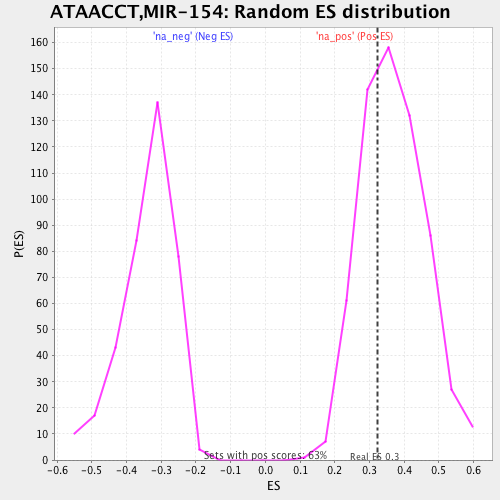 ATAACCT,MIR-154: Random ES distribution
'na_neg' (Neg ES) 'na_pos' (Pos ES)
160
150
140
130
120
110
100
90
80
70
60
50
40
30
20
10
0
P(ES)
Sets with pos scores: 63% Real ES 0.3
-0.6 -0.5 -0.4 -0.3 -0.2 -0.1 0.0 0.1 0.2 0.3 0.4 0.5 0.6
ES